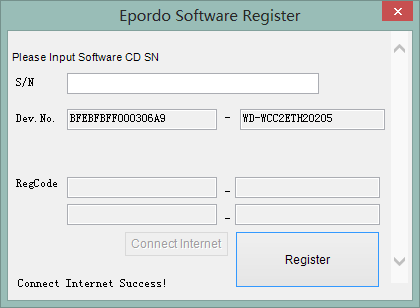 Epordo Software Register
Please Input Software CD SN
S/N
Dev.No. BFEBFBFF000306A9 - WD-WCC2ETH20205
RegCode -
-
Connect Internet
Register
Connect Internet Success!